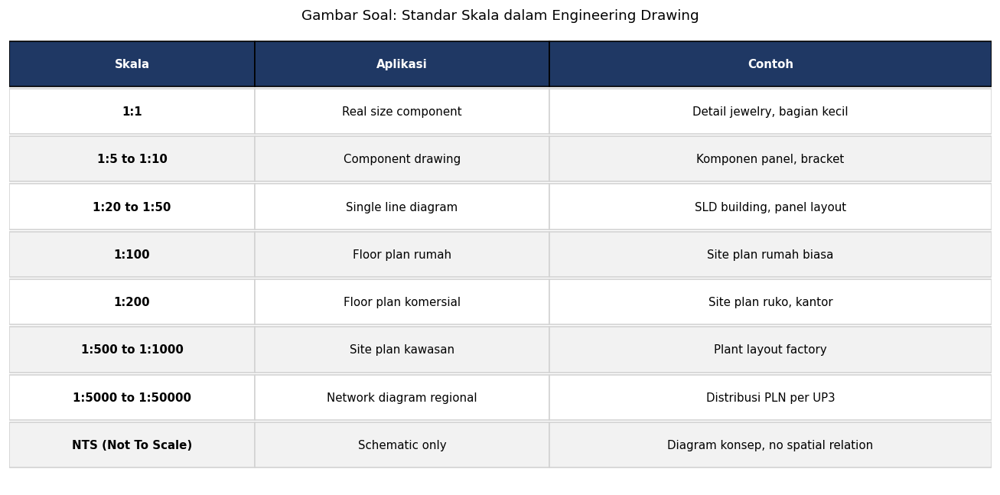 Gambar Soal: Standar Skala dalam Engineering Drawing
Skala Aplikasi Contoh
1:1 Real size component Detail jewelry, bagian kecil
1:5 to 1:10 Component drawing Komponen panel, bracket
1:20 to 1:50 Single line diagram SLD building, panel layout
1:100 Floor plan rumah Site plan rumah biasa
1:200 Floor plan komersial Site plan ruko, kantor
1:500 to 1:1000 Site plan kawasan Plant layout factory
1:5000 to 1:50000 Network diagram regional Distribusi PLN per UP3
NTS (Not To Scale) Schematic only Diagram konsep, no spatial relation